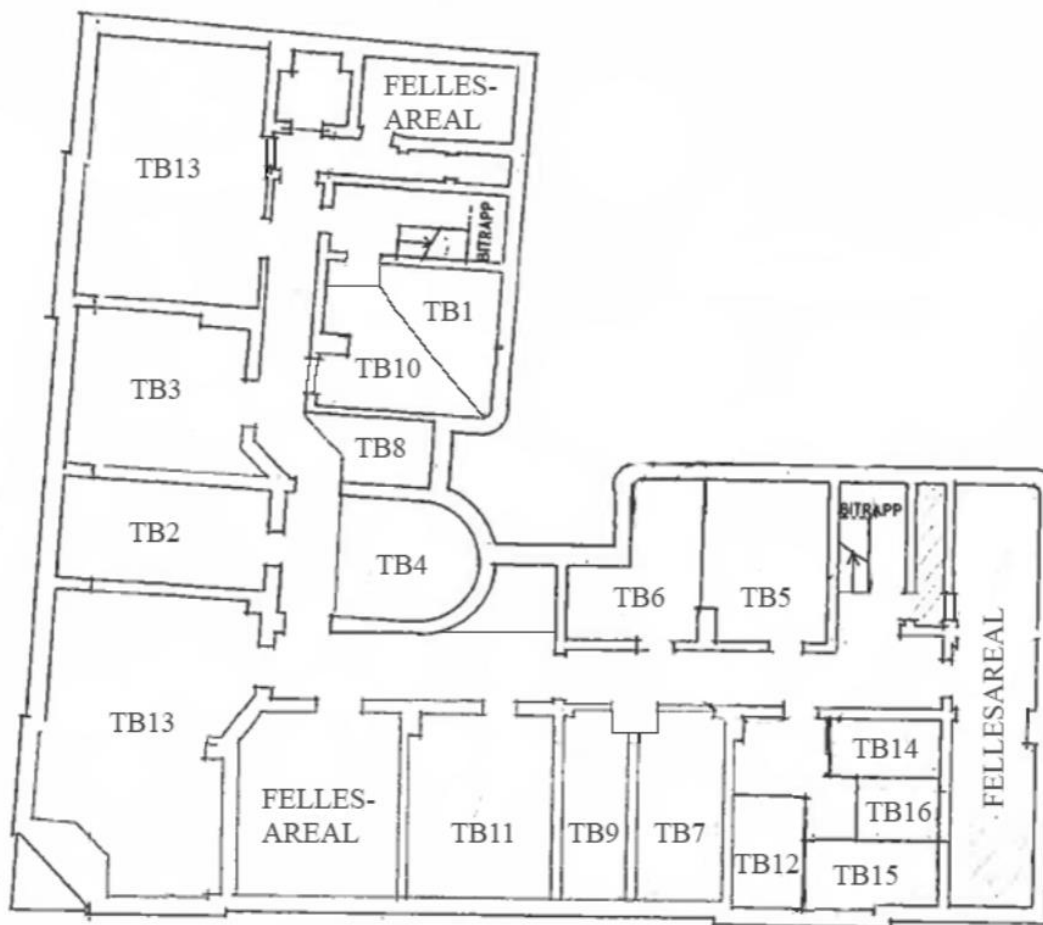 FELLES-
AREAL
TB13
BITRAPP
TB1
TB10
TB3
TB8
TB2
TB4
BITRAPP
TB6
TB5
TB13
FELLESAREAL
TB14
FELLES-
AREAL
TB11
TB9
TB7
TB16
TB12
TB15